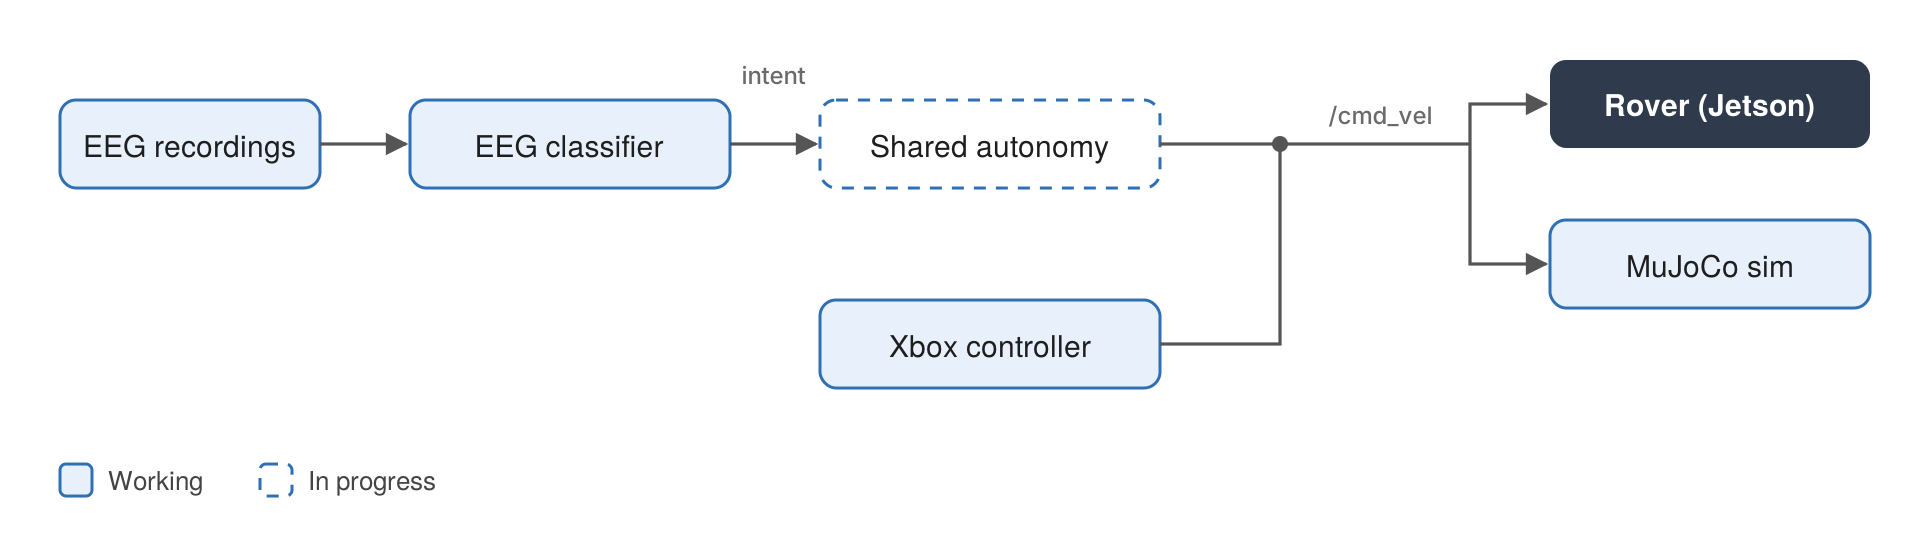 intent
EEG recordings
EEG classifier
Shared autonomy
/cmd_vel
Rover (Jetson)
MuJoCo sim
Xbox controller
Working
In progress